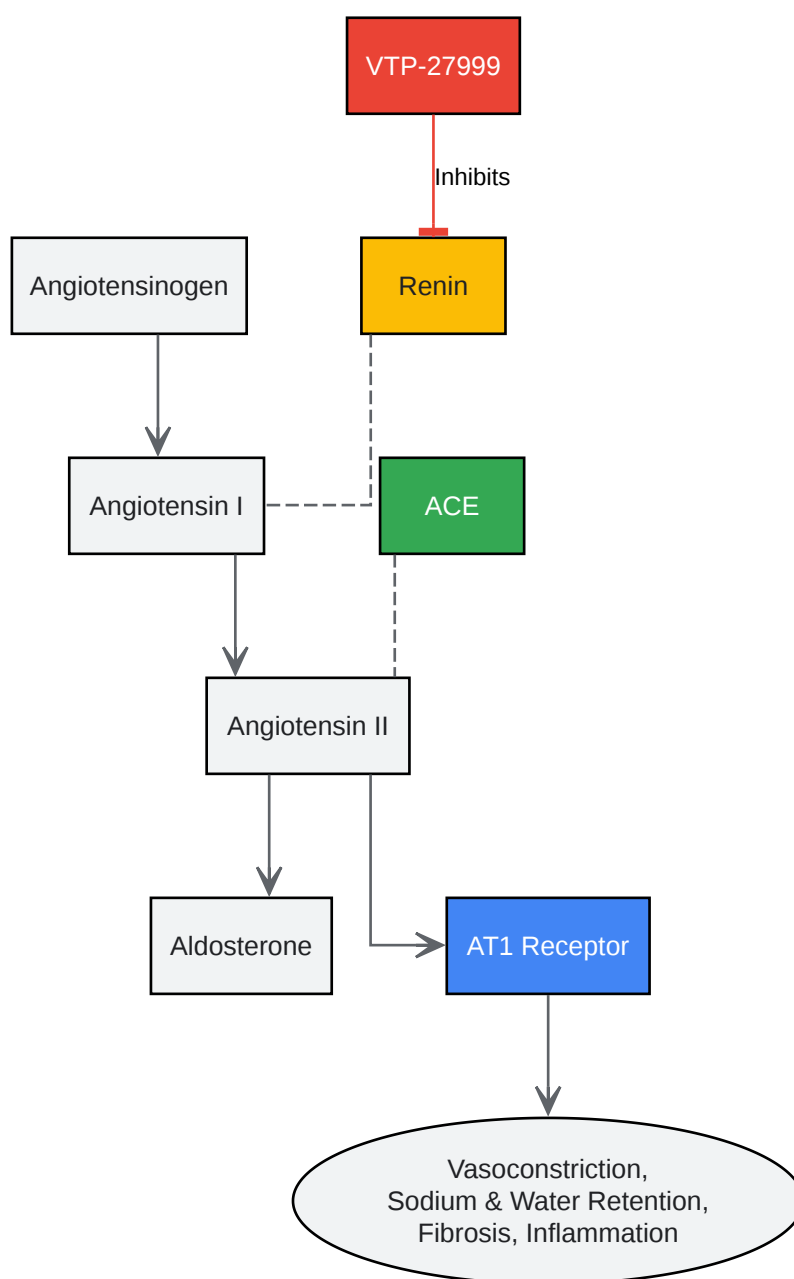 VTP-27999
Inhibits
Angiotensinogen
Renin
Angiotensin I
ACE
Angiotensin II
Aldosterone
AT1 Receptor
Vasoconstriction,
Sodium & Water Retention,
Fibrosis, Inflammation